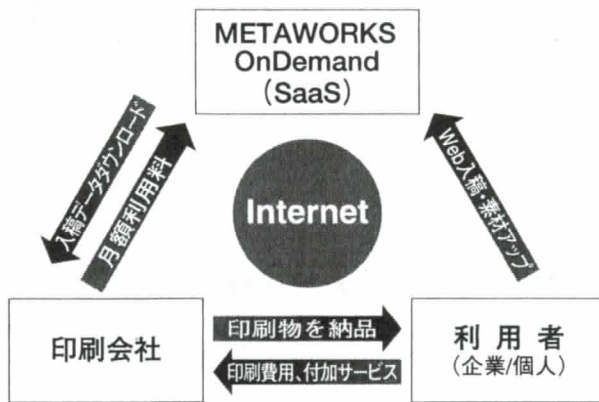 METAWORKS
OnDemand
(SaaS)
入稿データダウンロード
月額利用料
Web入稿・素材アップ
Internet
印刷会社
印刷物を納品
印刷費用、付加サービス
利用者
(企業/個人)